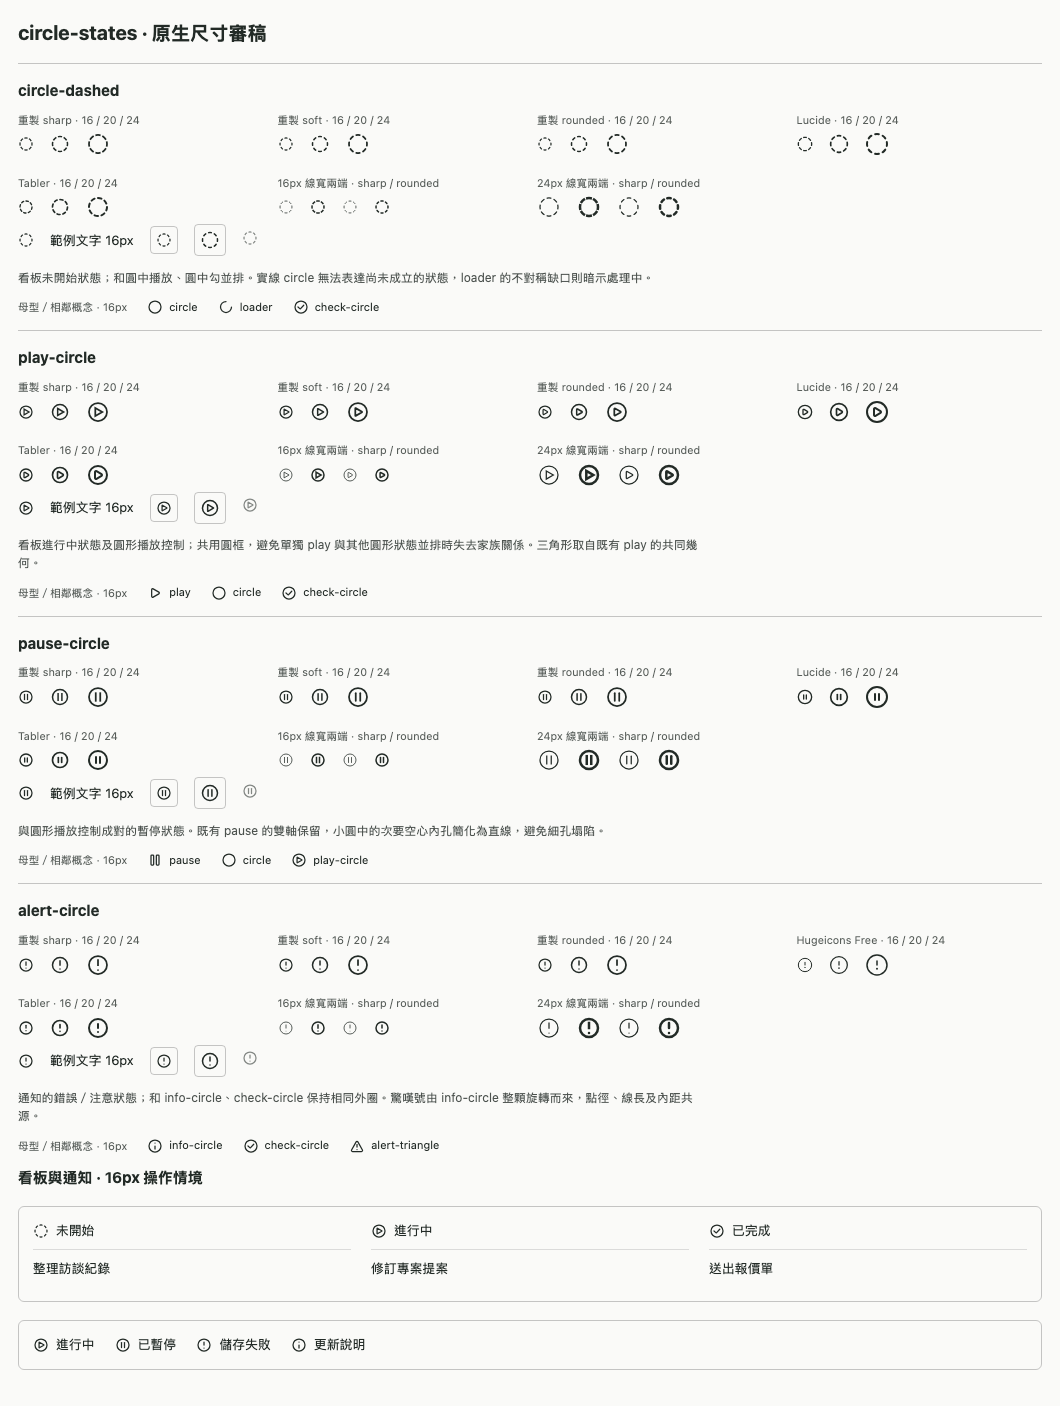 circle-states · 原生尺寸審稿
circle-dashed
重製 sharp · 16 / 20 / 24
重製 soft · 16 / 20 / 24
重製 rounded · 16 / 20 / 24
Lucide · 16 / 20 / 24
Tabler · 16 / 20 / 24
16px 線寬兩端 · sharp / rounded
24px 線寬兩端 · sharp / rounded
範例文字 16px
看板未開始狀態；和圓中播放、圓中勾並排。實線 circle 無法表達尚未成立的狀態，loader 的不對稱缺口則暗示處理中。
母型 / 相鄰概念 · 16px circle loader check-circle
play-circle
重製 sharp · 16 / 20 / 24
重製 soft · 16 / 20 / 24
重製 rounded · 16 / 20 / 24
Lucide · 16 / 20 / 24
Tabler · 16 / 20 / 24
16px 線寬兩端 · sharp / rounded
24px 線寬兩端 · sharp / rounded
範例文字 16px
看板進行中狀態及圓形播放控制；共用圓框，避免單獨 play 與其他圓形狀態並排時失去家族關係。三角形取自既有 play 的共同幾
何。
母型 / 相鄰概念 · 16px play circle check-circle
pause-circle
重製 sharp · 16 / 20 / 24
重製 soft · 16 / 20 / 24
重製 rounded · 16 / 20 / 24
Lucide · 16 / 20 / 24
Tabler · 16 / 20 / 24
16px 線寬兩端 · sharp / rounded
24px 線寬兩端 · sharp / rounded
範例文字 16px
與圓形播放控制成對的暫停狀態。既有 pause 的雙軸保留，小圓中的次要空心內孔簡化為直線，避免細孔塌陷。
母型 / 相鄰概念 · 16px pause circle play-circle
alert-circle
重製 sharp · 16 / 20 / 24
重製 soft · 16 / 20 / 24
重製 rounded · 16 / 20 / 24
Hugeicons Free · 16 / 20 / 24
Tabler · 16 / 20 / 24
16px 線寬兩端 · sharp / rounded
24px 線寬兩端 · sharp / rounded
範例文字 16px
通知的錯誤 / 注意狀態；和 info-circle、check-circle 保持相同外圈。驚嘆號由 info-circle 整顆旋轉而來，點徑、線長及內距共
源。
母型 / 相鄰概念 · 16px info-circle check-circle alert-triangle
看板與通知 · 16px 操作情境
未開始 進行中 已完成
整理訪談紀錄 修訂專案提案 送出報價單
進行中 已暫停 儲存失敗 更新說明